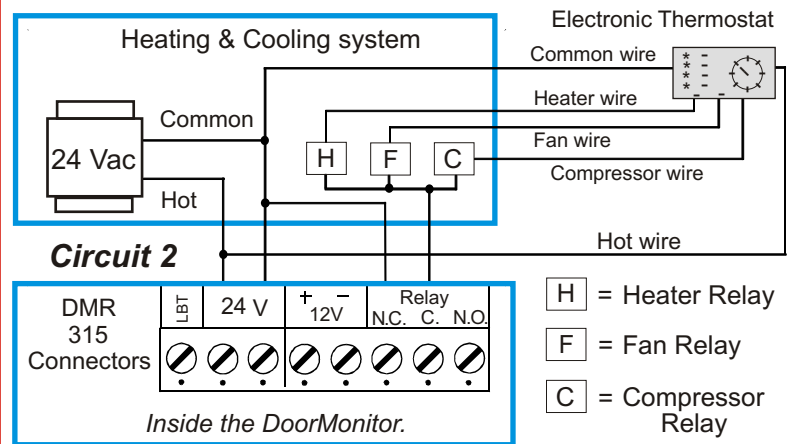 Electronic Thermostat
Heating & Cooling system
Common wire
* -
* -
* -
* -
Heater wire
Common
Fan wire
24 Vac
H F C
Compressor wire
Hot
Hot wire
Circuit 2
DMR
315
Connectors
LBT
24 V
+ -
12V
Relay
N.C. C. N.O.
Inside the DoorMonitor.
H = Heater Relay
F = Fan Relay
C = Compressor
Relay